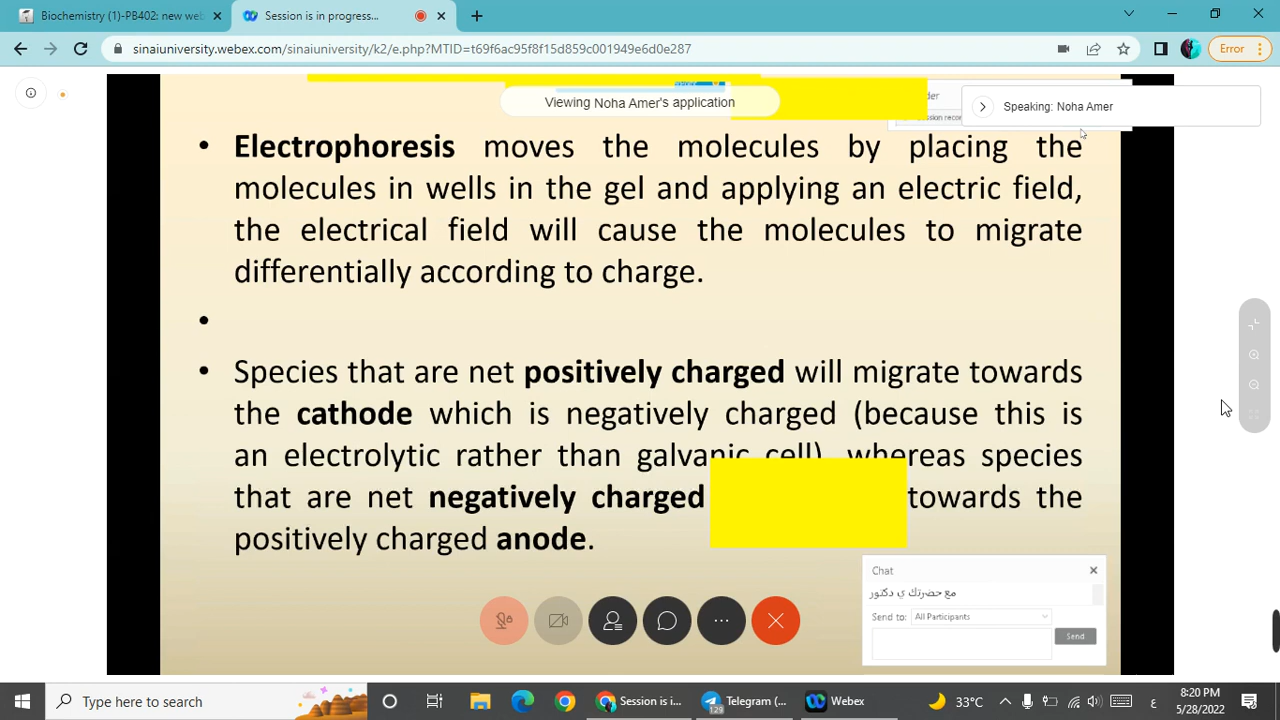 Biochemistry (1)-PB402: new web
Session is in progress...
sinaiuniversity.webex.com/sinaiuniversity/k2/e.php?MTID=t69f6ac95f8f15d859c001949e6d0e287
Error
Viewing Noha Amer's application
Speaking: Noha Amer
• Electrophoresis moves the molecules by placing the
molecules in wells in the gel and applying an electric field,
the electrical field will cause the molecules to migrate
differentially according to charge.
•
• Species that are net positively charged will migrate towards
the cathode which is negatively charged (because this is
an electrolytic rather than galvanic cell), whereas species
that are net negatively charged towards the
positively charged anode.
Chat
مع حضرتك ي دكتور
Send to: All Participants
Send
Type here to search
Session is i...
Telegram (...
129
Webex
33°C
ع
8:20 PM
5/28/2022